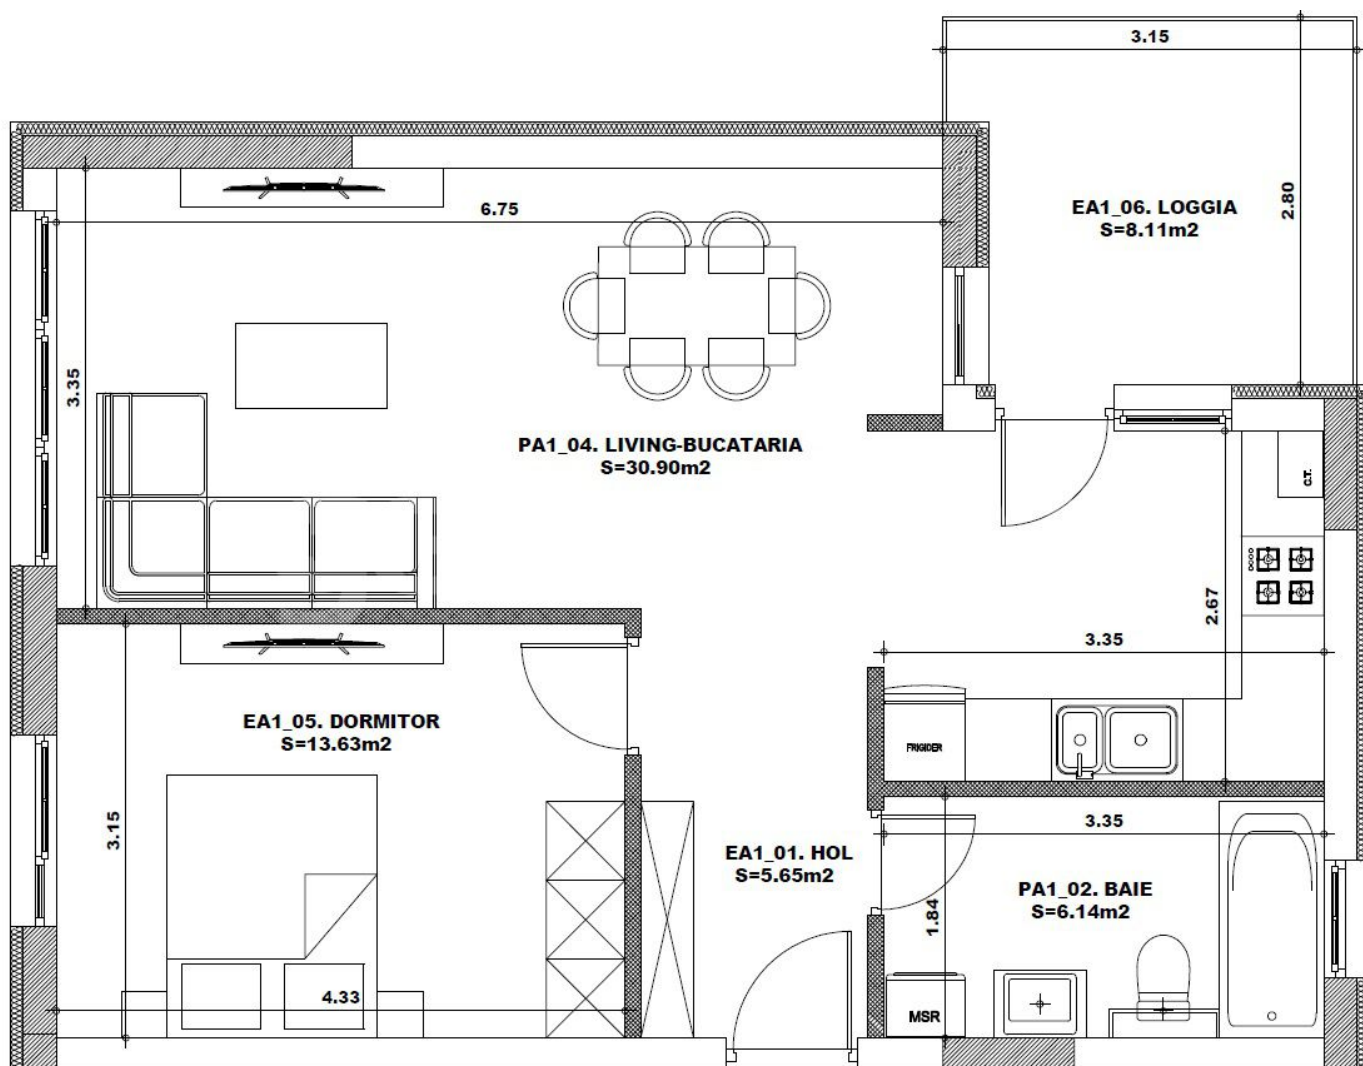 3.15
2.80
EA1_06. LOGGIA
S=8.11m2
6.75
3.35
PA1_04. LIVING-BUCATARIA
S=30.90m2
C.T.
2.67
3.35
FRIGIDER
EA1_05. DORMITOR
S=13.63m2
3.15
4.33
EA1_01. HOL
S=5.65m2
3.35
PA1_02. BAIE
S=6.14m2
1.84
MSR